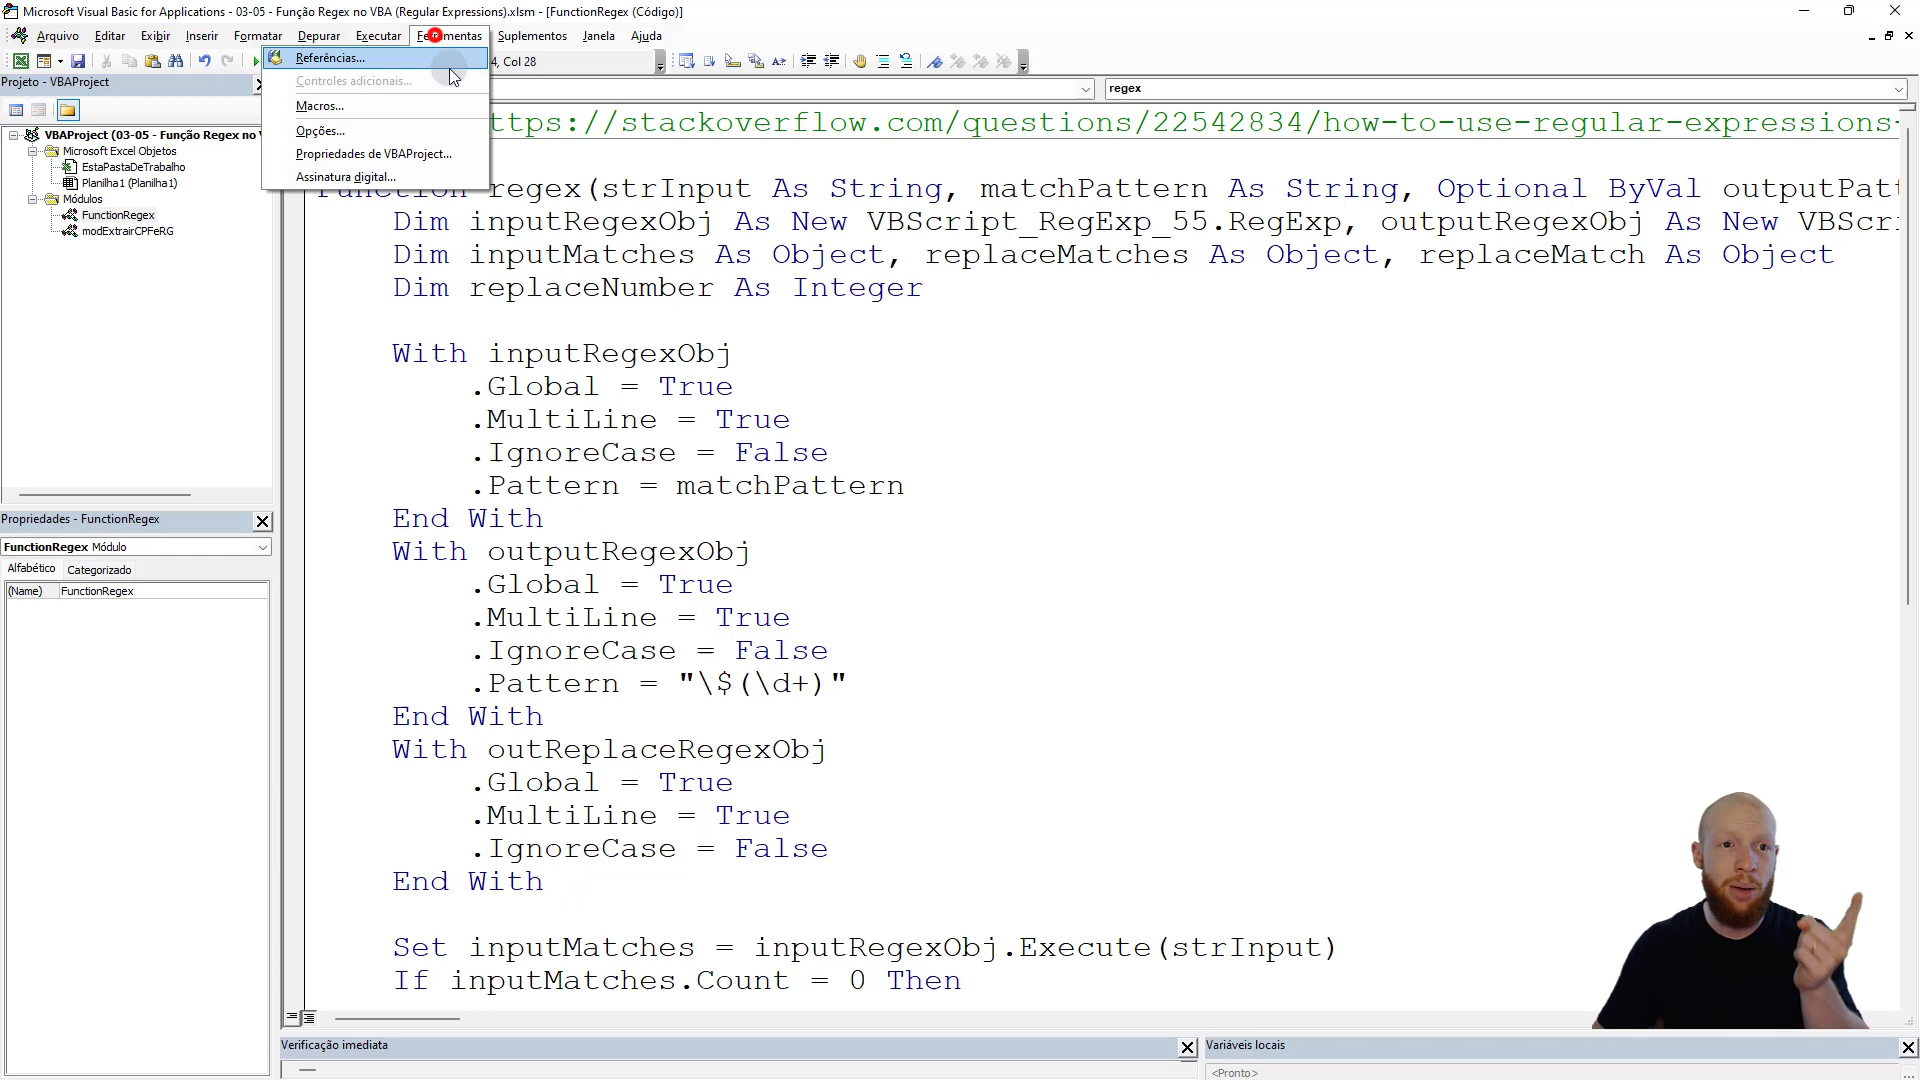 Microsoft Visual Basic for Applications - 03-05 - Função Regex no VBA (Regular Expressions).xlsm - [FunctionRegex (Código)]
Arquivo Editar Exibir Inserir Formatar Depurar Executar Ferramentas Suplementos Janela Ajuda
Referências...
Controles adicionais...
Macros...
Opções...
Propriedades de VBAProject...
Assinatura digital...
4, Col 28
Projeto - VBAProject
VBAProject (03-05 - Função Regex no V
Microsoft Excel Objetos
EstaPastaDeTrabalho
Planilha1 (Planilha1)
Módulos
FunctionRegex
modExtrairCPFeRG
Propriedades - FunctionRegex
FunctionRegex Módulo
Alfabético Categorizado
(Name) FunctionRegex
regex
ttps://stackoverflow.com/questions/22542834/how-to-use-regular-expressions-
Function regex(strInput As String, matchPattern As String, Optional ByVal outputPatt
Dim inputRegexObj As New VBScript_RegExp_55.RegExp, outputRegexObj As New VBScri
Dim inputMatches As Object, replaceMatches As Object, replaceMatch As Object
Dim replaceNumber As Integer
With inputRegexObj
.Global = True
.MultiLine = True
.IgnoreCase = False
.Pattern = matchPattern
End With
With outputRegexObj
.Global = True
.MultiLine = True
.IgnoreCase = False
.Pattern = "\$(\d+)"
End With
With outReplaceRegexObj
.Global = True
.MultiLine = True
.IgnoreCase = False
End With
Set inputMatches = inputRegexObj.Execute(strInput)
If inputMatches.Count = 0 Then
Verificação imediata
Variáveis locais
<Pronto>